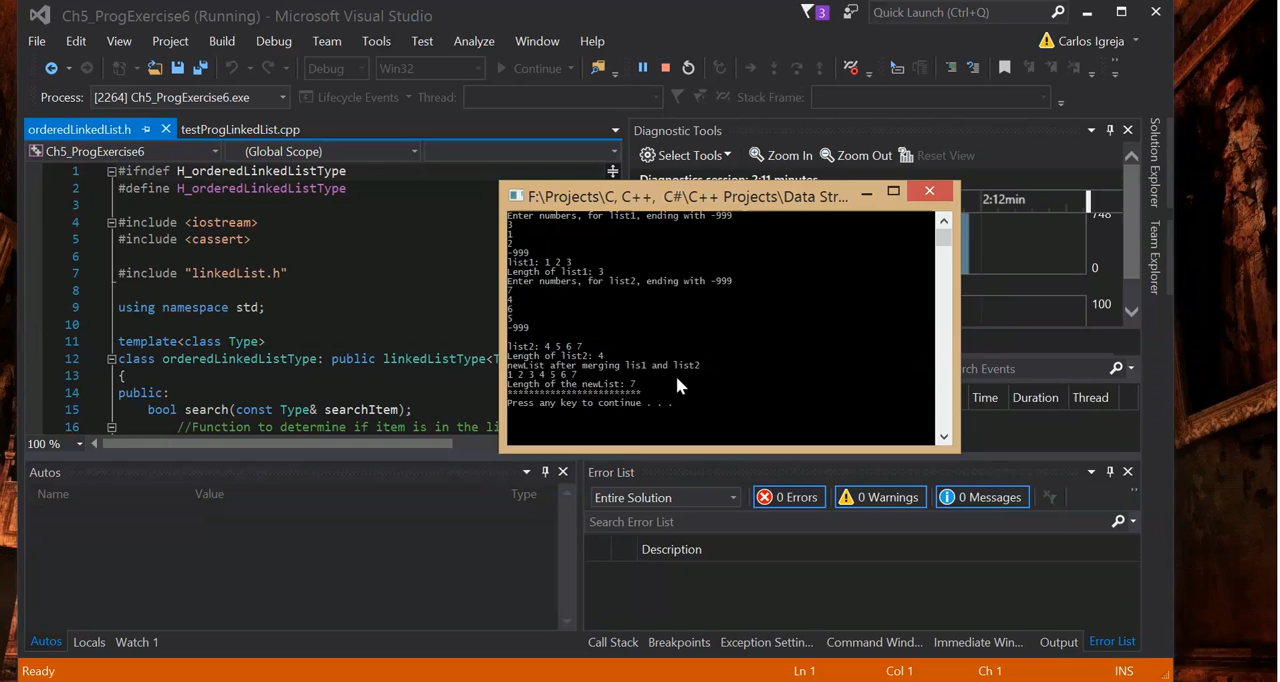 Ch5_ProgExercise6 (Running) - Microsoft Visual Studio
3
Quick Launch (Ctrl+Q)
File Edit View Project Build Debug Team Tools Test Analyze Window Help
Carlos Igreja
Debug Win32 Continue
Process: [2264] Ch5_ProgExercise6.exe Lifecycle Events Thread: Stack Frame:
orderedLinkedList.h testProgLinkedList.cpp
Ch5_ProgExercise6 (Global Scope)
1 #ifndef H_orderedLinkedListType
2 #define H_orderedLinkedListType
3
4 #include <iostream>
5 #include <cassert>
6
7 #include "linkedList.h"
8
9 using namespace std;
10
11 template<class Type>
12 class orderedLinkedListType: public linkedListType<T
13 {
14 public:
15 bool search(const Type& searchItem);
16 //Function to determine if item is in the li
100 %
Diagnostic Tools
Select Tools Zoom In Zoom Out Reset View
Diagnostics session: 2:11 minutes
2:12min
748
0
100
Time Duration Thread
Solution Explorer
Team Explorer
F:\Projects\C, C++, C#\C++ Projects\Data Str...
Enter numbers, for list1, ending with -999
3
1
2
-999
list1: 1 2 3
Length of list1: 3
Enter numbers, for list2, ending with -999
7
4
6
5
-999
list2: 4 5 6 7
Length of list2: 4
newList after merging lis1 and list2
1 2 3 4 5 6 7
Length of the newList: 7
************************
Press any key to continue . . .
Autos
Name Value Type
Autos Locals Watch 1
Error List
Entire Solution 0 Errors 0 Warnings 0 Messages
Search Error List
Description
Call Stack Breakpoints Exception Settin... Command Wind... Immediate Win... Output Error List
Ready Ln 1 Col 1 Ch 1 INS